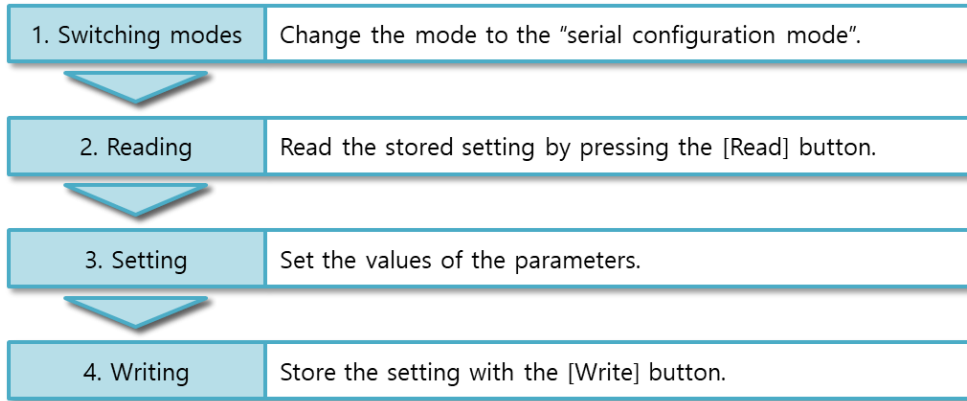 1. Switching modes
Change the mode to the “serial configuration mode”.
2. Reading
Read the stored setting by pressing the [Read] button.
3. Setting
Set the values of the parameters.
4. Writing
Store the setting with the [Write] button.